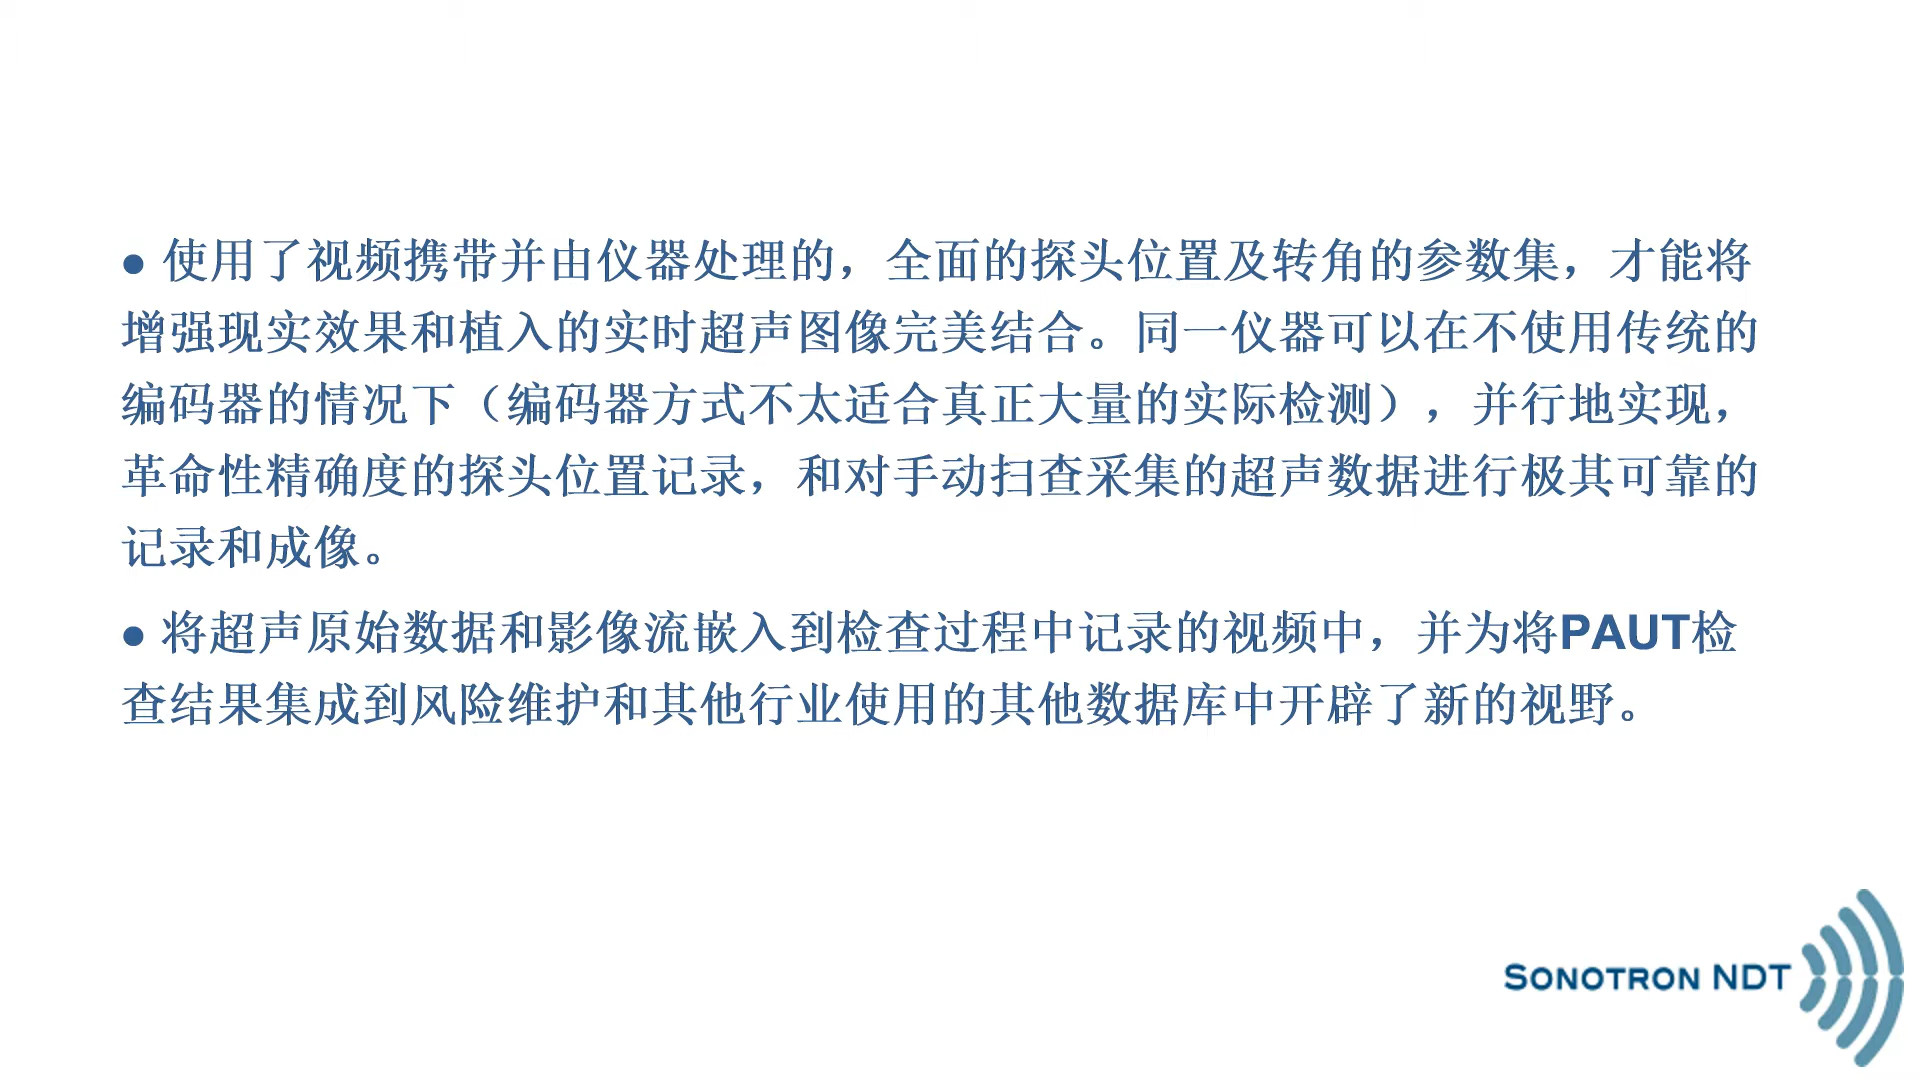 ● 使用了视频携带并由仪器处理的，全面的探头位置及转角的参数集，才能将
增强现实效果和植入的实时超声图像完美结合。同一仪器可以在不使用传统的
编码器的情况下（编码器方式不太适合真正大量的实际检测），并行地实现，
革命性精确度的探头位置记录，和对手动扫查采集的超声数据进行极其可靠的
记录和成像。
● 将超声原始数据和影像流嵌入到检查过程中记录的视频中，并为将PAUT检
查结果集成到风险维护和其他行业使用的其他数据库中开辟了新的视野。
SONOTRON NDT